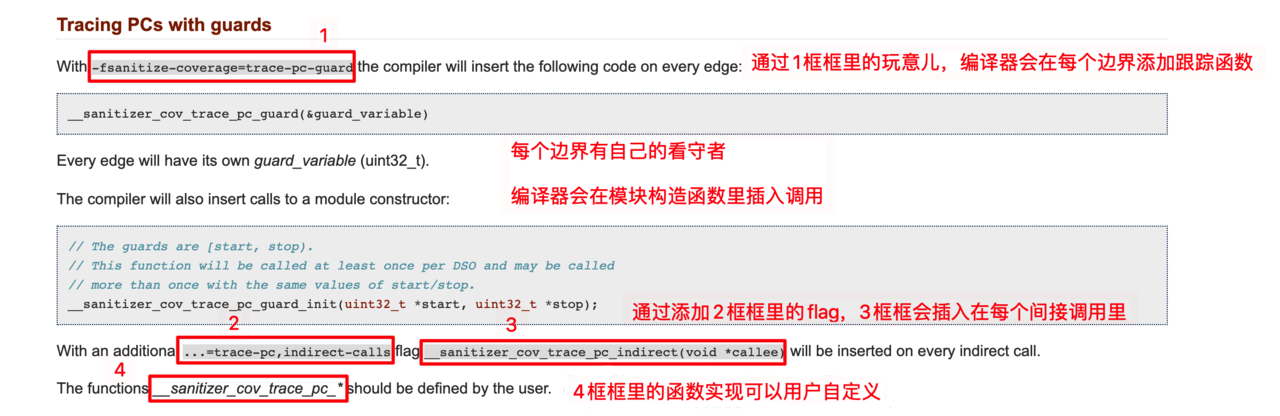 Tracing PCs with guards
1
With -fsanitize-coverage=trace-pc-guard the compiler will insert the following code on every edge: 通过1框框里的玩意儿，编译器会在每个边界添加跟踪函数
__sanitizer_cov_trace_pc_guard(&guard_variable)
Every edge will have its own guard_variable (uint32_t). 每个边界有自己的看守者
The compiler will also insert calls to a module constructor: 编译器会在模块构造函数里插入调用
// The guards are [start, stop).
// This function will be called at least once per DSO and may be called
// more than once with the same values of start/stop.
__sanitizer_cov_trace_pc_guard_init(uint32_t *start, uint32_t *stop);
通过添加2框框里的flag，3框框会插入在每个间接调用里
2 3
With an additiona ...=trace-pc,indirect-calls flag __sanitizer_cov_trace_pc_indirect(void *callee) will be inserted on every indirect call.
4
The functions __sanitizer_cov_trace_pc_* should be defined by the user. 4框框里的函数实现可以用户自定义